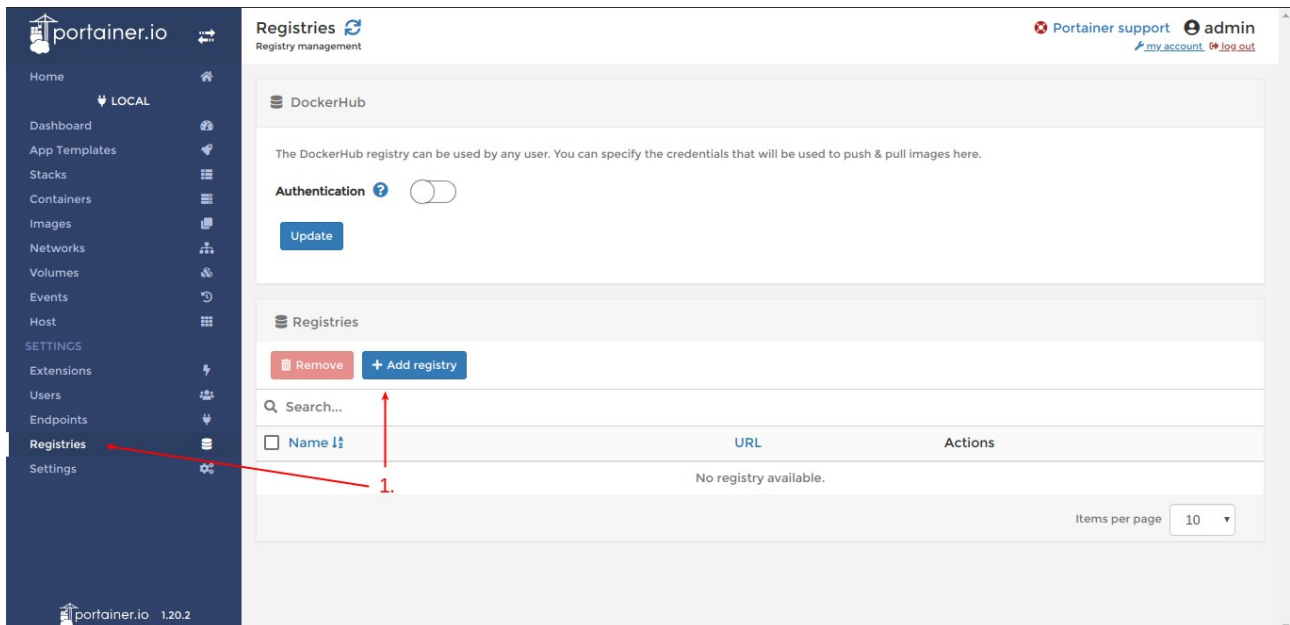 portainer.io
Home
LOCAL
Dashboard
App Templates
Stacks
Containers
Images
Networks
Volumes
Events
Host
SETTINGS
Extensions
Users
Endpoints
Registries
Settings
portainer.io 1.20.2
Registries
Registry management
Portainer support admin
my account log out
DockerHub
The DockerHub registry can be used by any user. You can specify the credentials that will be used to push & pull images here.
Authentication
Update
Registries
Remove + Add registry
Search...
Name URL Actions
No registry available.
1.
Items per page 10